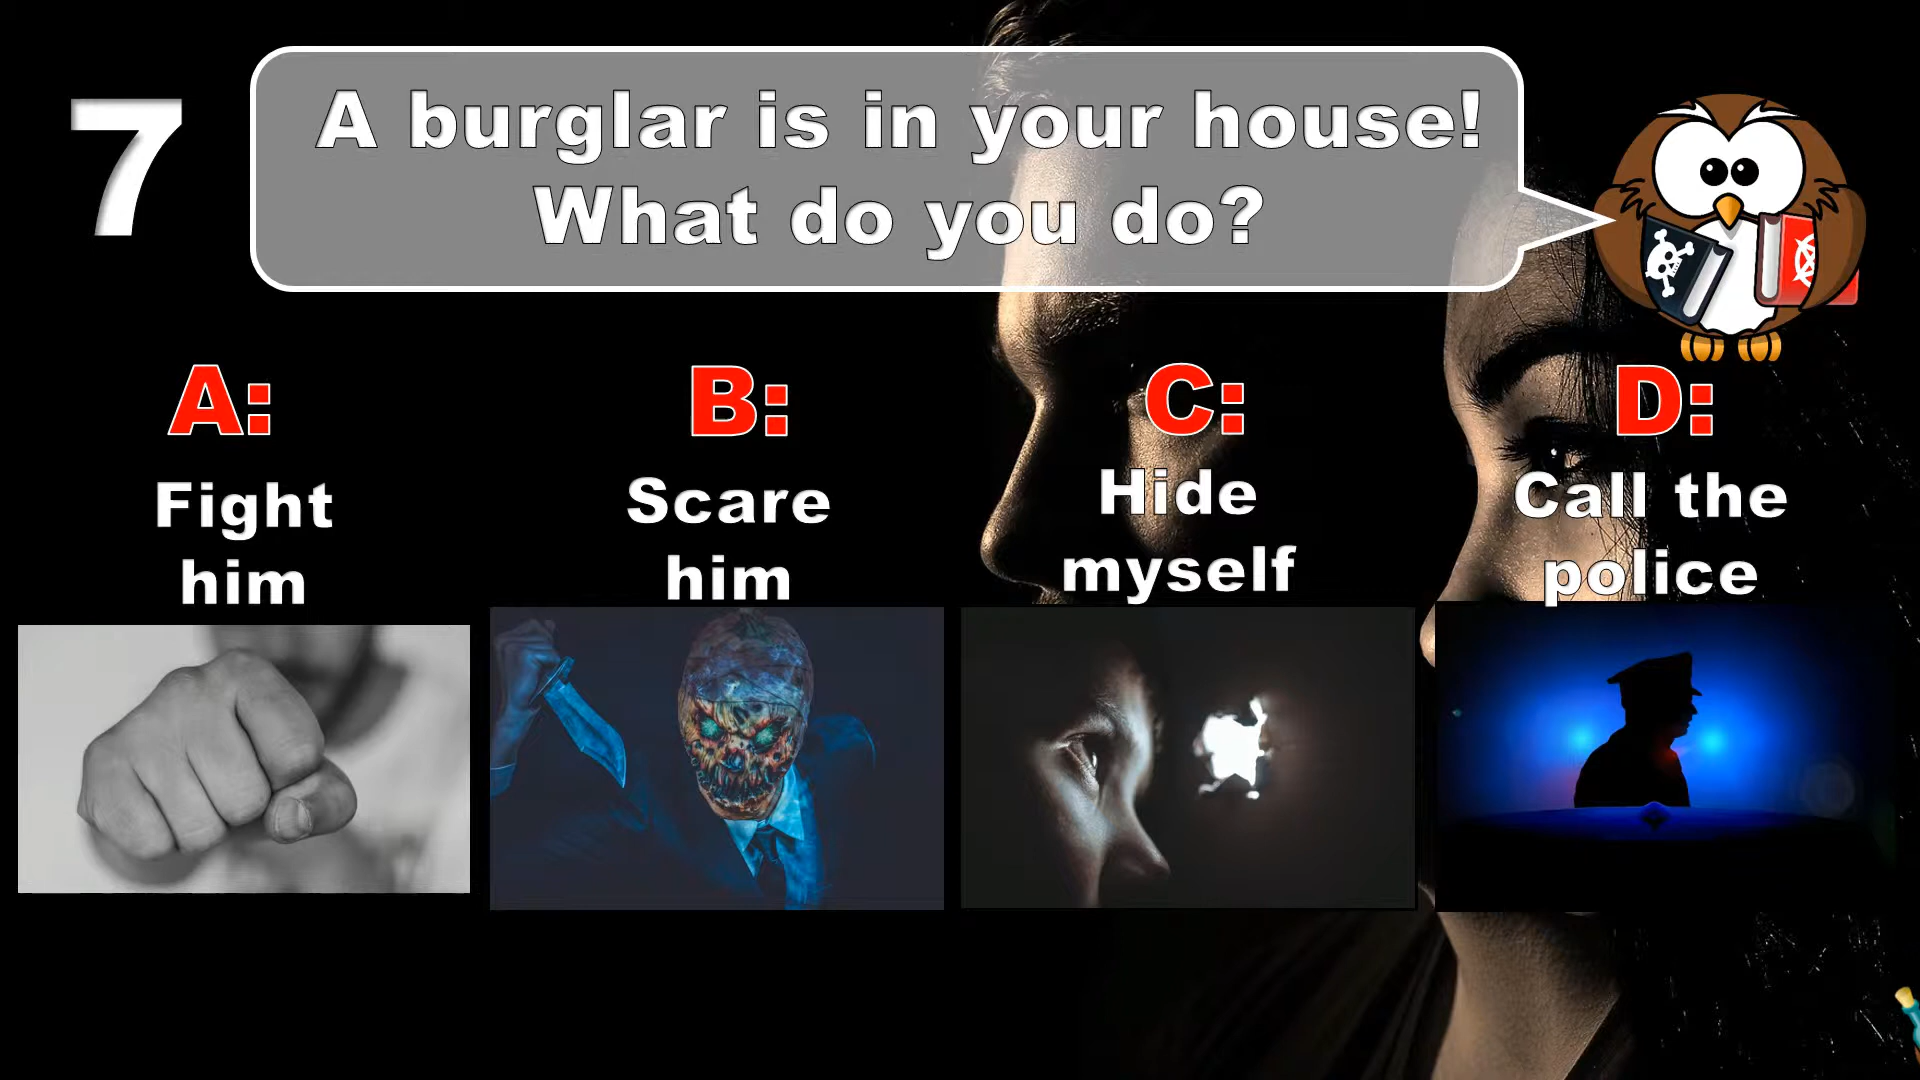 7
A burglar is in your house!
What do you do?
A:
Fight
him
B:
Scare
him
C:
Hide
myself
D:
Call the
police